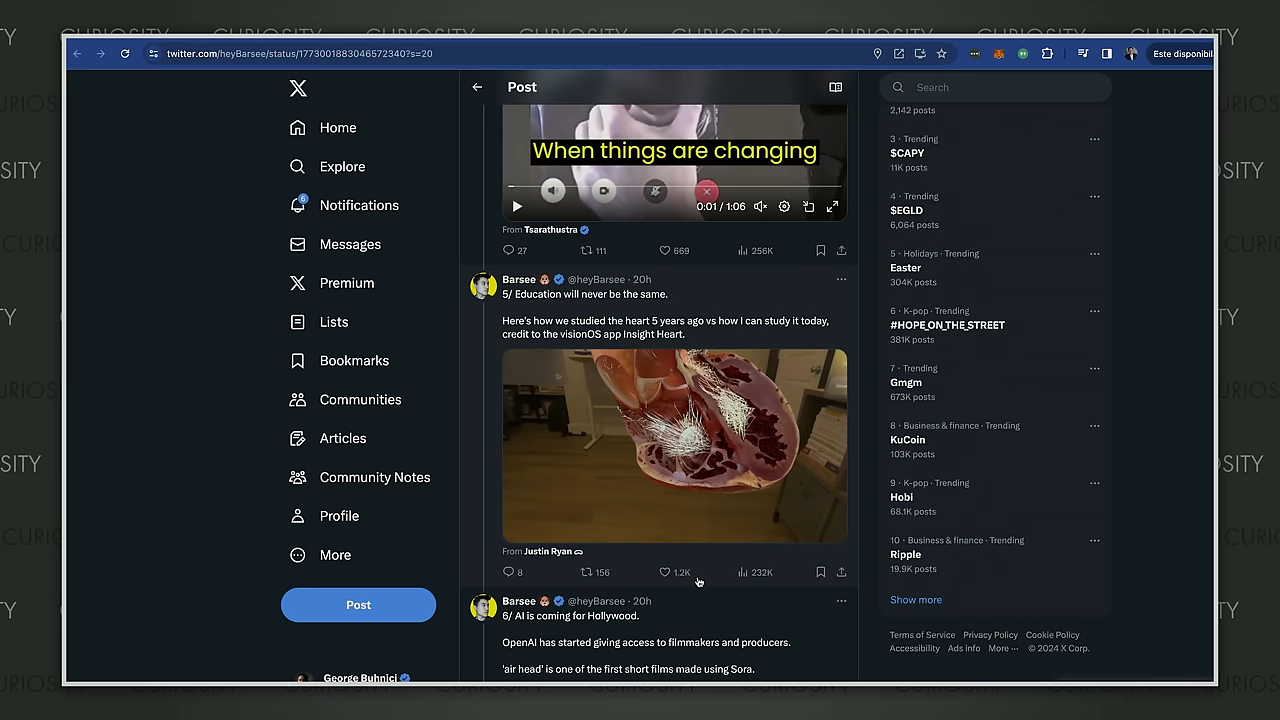 CURIOSITY CURIOSITY CURIOSITY
twitter.com/heyBarsee/status/1773001883046572340?s=20
Este disponibil
Home
Explore
6
Notifications
Messages
Premium
Lists
Bookmarks
Communities
Articles
Community Notes
Profile
More
Post
George Buhnici
Post
When things are changing
0:01 / 1:06
From Tsarathustra
27 111 669 256K
Barsee @heyBarsee · 20h
5/ Education will never be the same.
Here's how we studied the heart 5 years ago vs how I can study it today,
credit to the visionOS app Insight Heart.
From Justin Ryan
8 156 1.2K 232K
Barsee @heyBarsee · 20h
6/ AI is coming for Hollywood.
OpenAI has started giving access to filmmakers and producers.
'air head' is one of the first short films made using Sora.
Search
2,142 posts
3 · Trending
$CAPY
11K posts
4 · Trending
$EGLD
6,064 posts
5 · Holidays · Trending
Easter
304K posts
6 · K-pop · Trending
#HOPE_ON_THE_STREET
381K posts
7 · Trending
Gmgm
673K posts
8 · Business & finance · Trending
KuCoin
103K posts
9 · K-pop · Trending
Hobi
68.1K posts
10 · Business & finance · Trending
Ripple
19.9K posts
Show more
Terms of Service Privacy Policy Cookie Policy
Accessibility Ads info More ··· © 2024 X Corp.